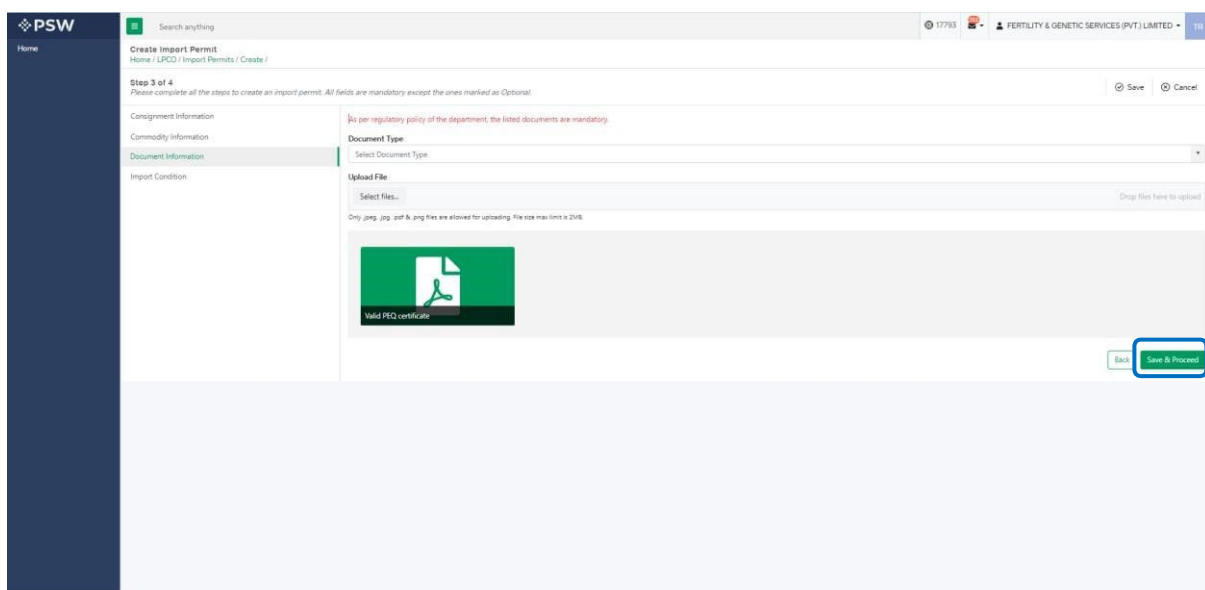 PSW
Search anything
17793
FERTILITY & GENETIC SERVICES (PVT.) LIMITED
TR
Home
Create Import Permit
Home / LPCO / Import Permits / Create /
Step 3 of 4
Please complete all the steps to create an import permit. All fields are mandatory except the ones marked as Optional.
Save
Cancel
Consignment Information
Commodity Information
Document Information
Import Condition
As per regulatory policy of the department, the listed documents are mandatory.
Document Type
Select Document Type
Upload File
Select files...
Drop files here to upload
Only .jpeg, .jpg, .pdf & .png files are allowed for uploading. File size max limit is 2MB.
Valid PEQ certificate
Back
Save & Proceed